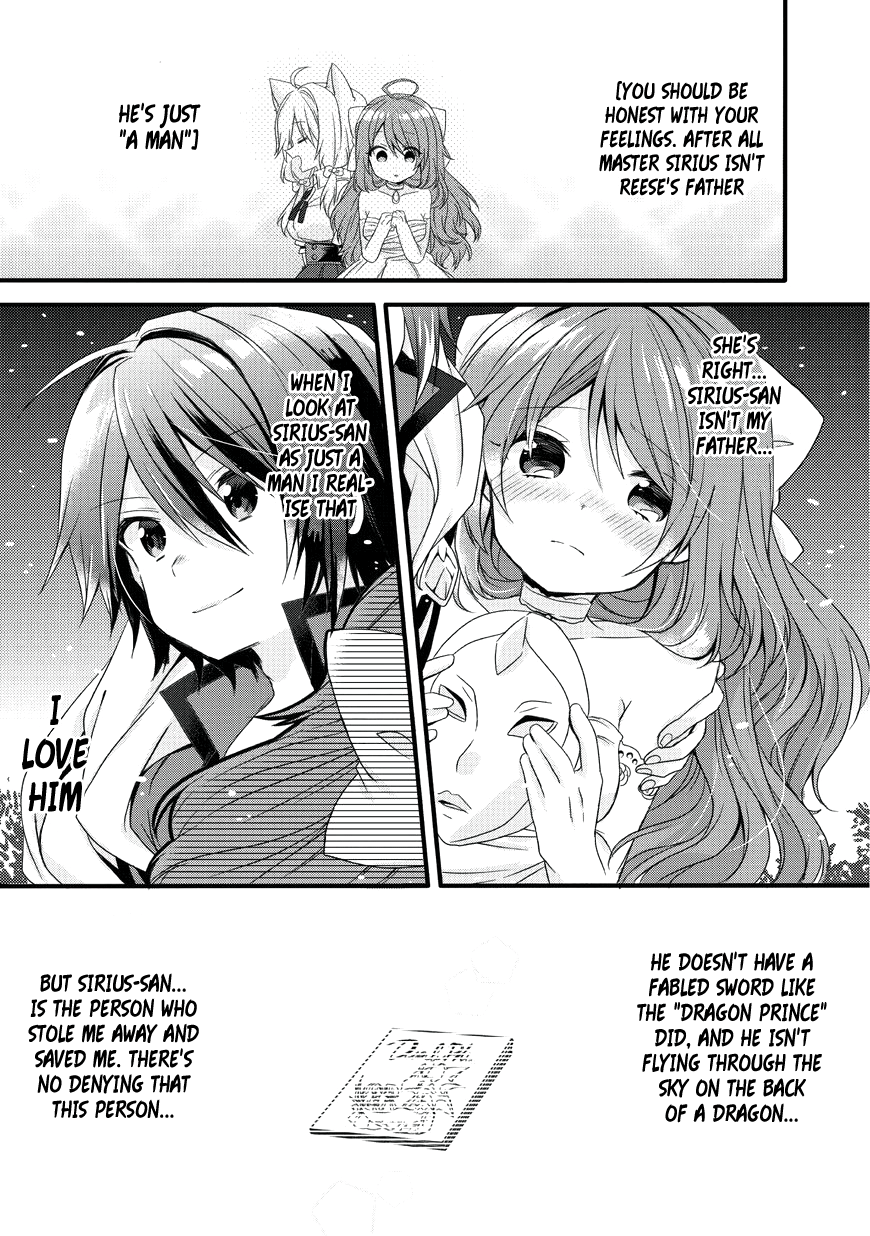 [YOU SHOULD BE
HONEST WITH YOUR
FEELINGS. AFTER ALL
MASTER SIRIUS ISN'T
REESE'S FATHER
HE'S JUST
"A MAN"]
SHE'S
RIGHT...
SIRIUS-SAN
ISN'T MY
FATHER...
WHEN I
LOOK AT
SIRIUS-SAN
AS JUST A
MAN I REAL-
ISE THAT
I
LOVE
HIM
HE DOESN'T HAVE A
FABLED SWORD LIKE
THE "DRAGON PRINCE"
DID, AND HE ISN'T
FLYING THROUGH THE
SKY ON THE BACK
OF A DRAGON...
BUT SIRIUS-SAN...
IS THE PERSON WHO
STOLE ME AWAY AND
SAVED ME. THERE'S
NO DENYING THAT
THIS PERSON...